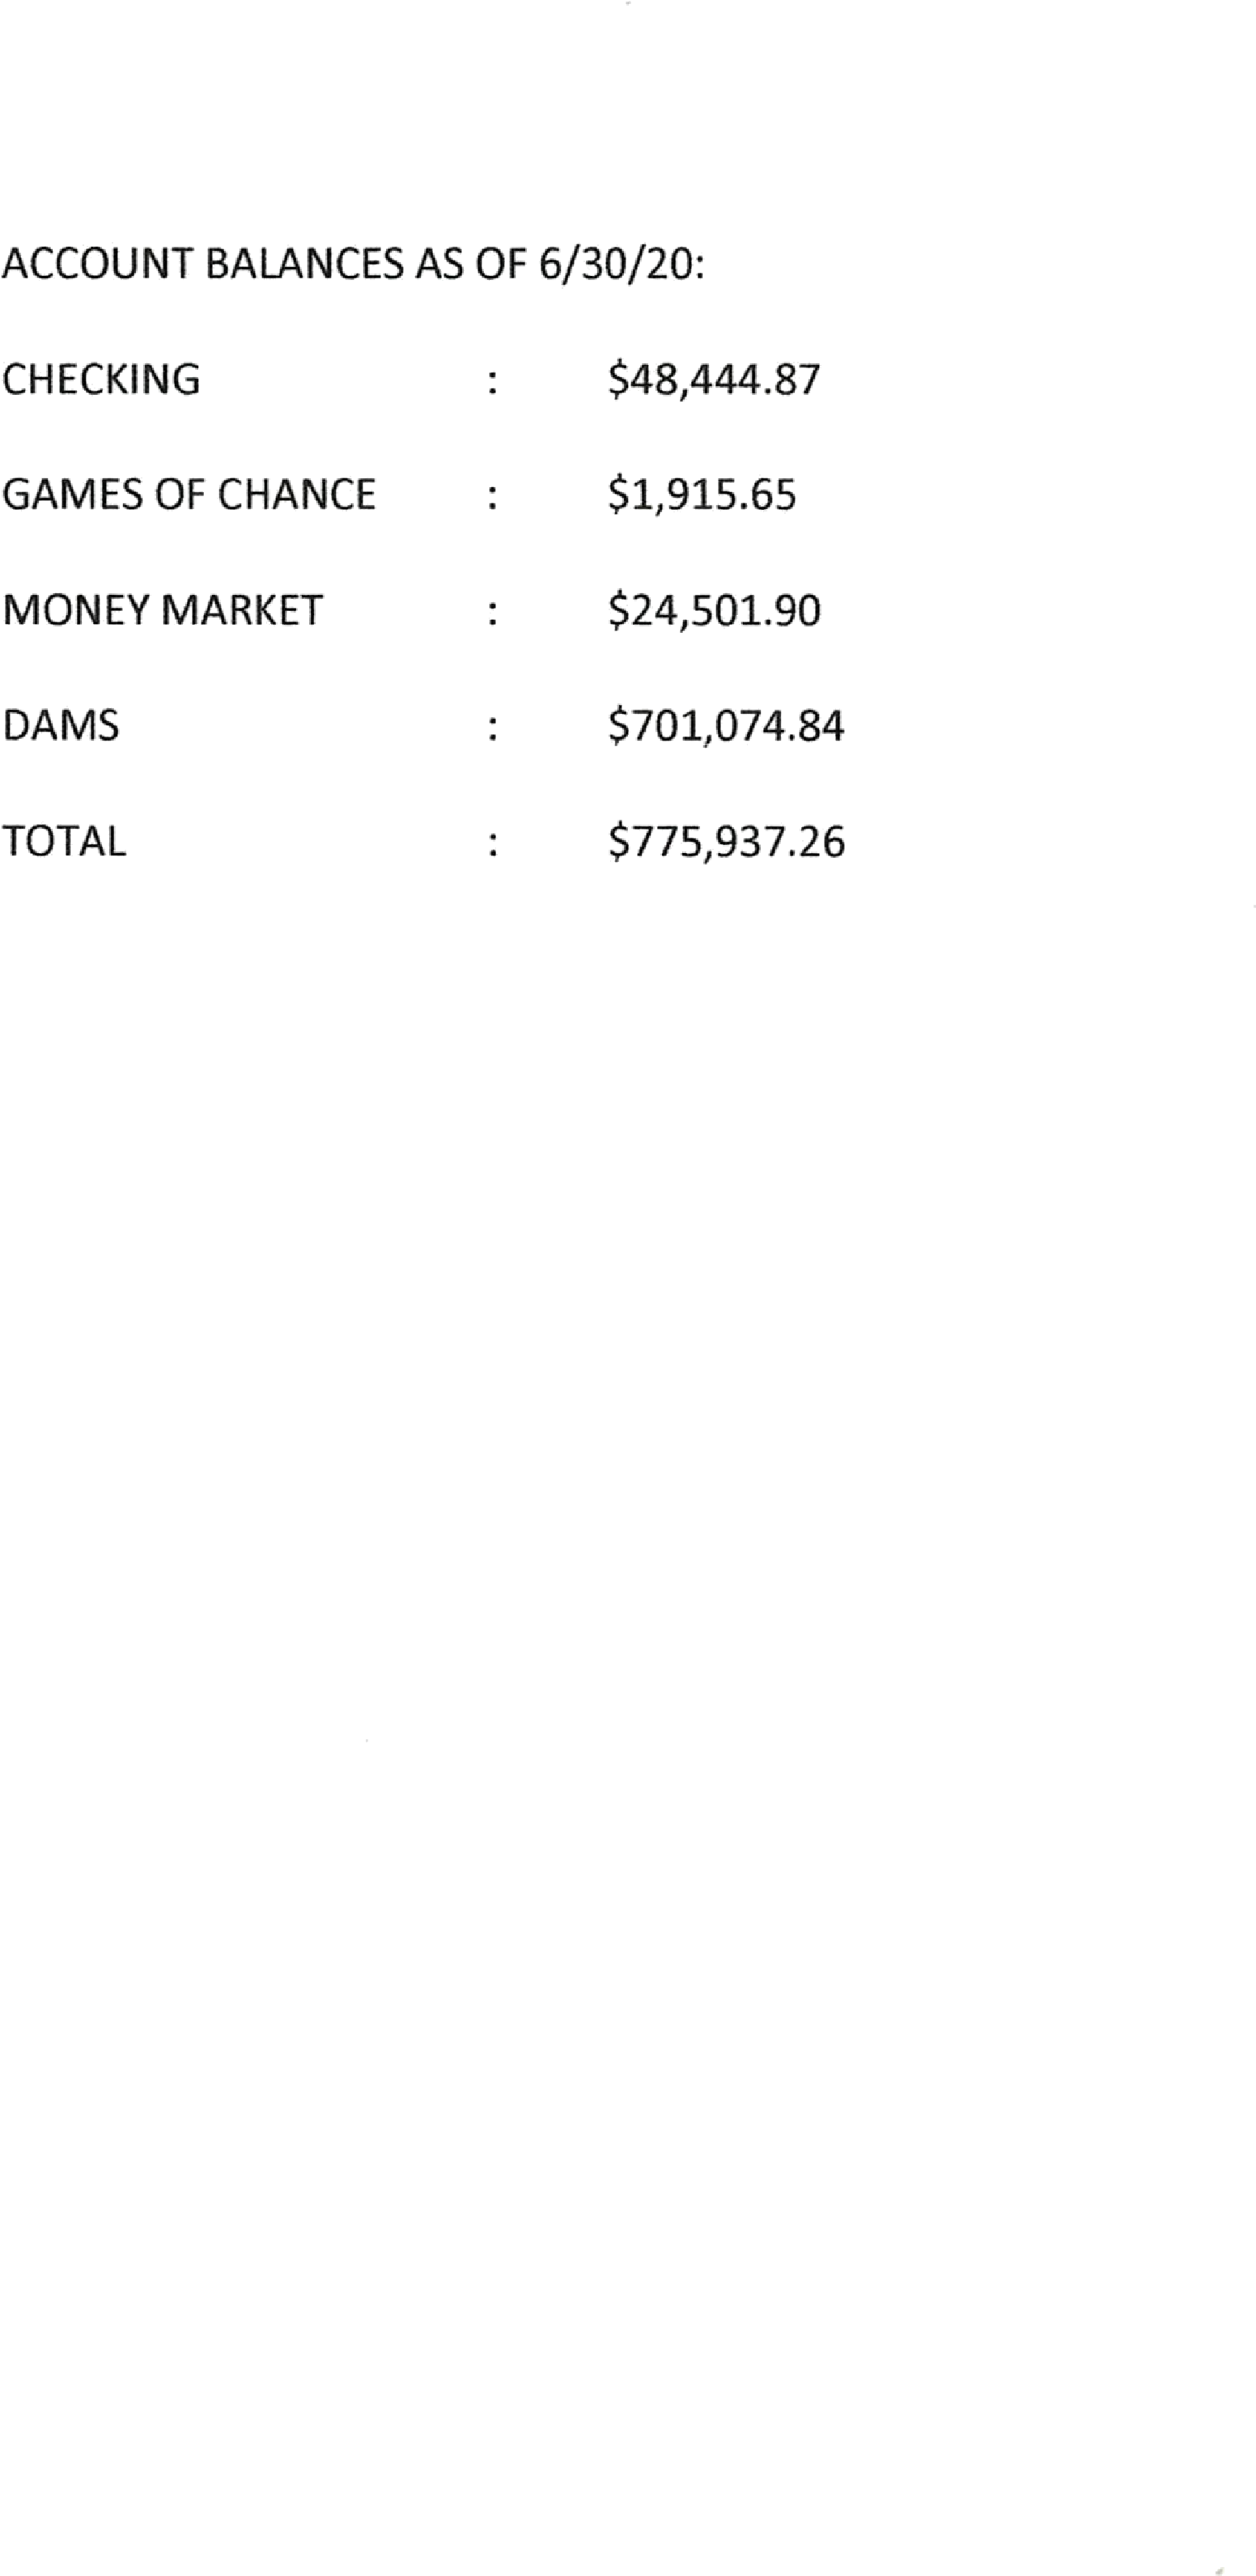 ACCOUNT BALANCES AS OF 6/30/20:
CHECKING : $48,444.87
GAMES OF CHANCE : $1,915.65
MONEY MARKET : $24,501.90
DAMS : $701,074.84
TOTAL : $775,937.26